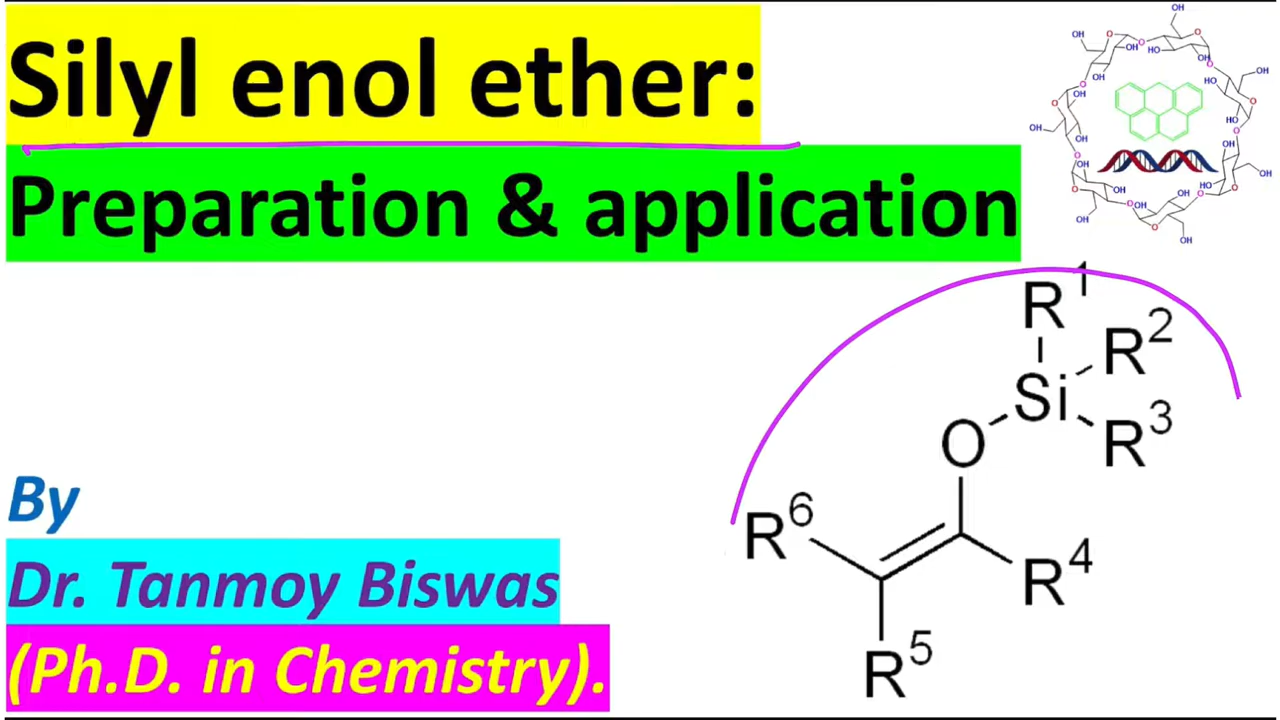 Silyl enol ether:
Preparation & application
R¹
R²
Si
R³
O
R⁶
R⁴
R⁵
By
Dr. Tanmoy Biswas
(Ph.D. in Chemistry).